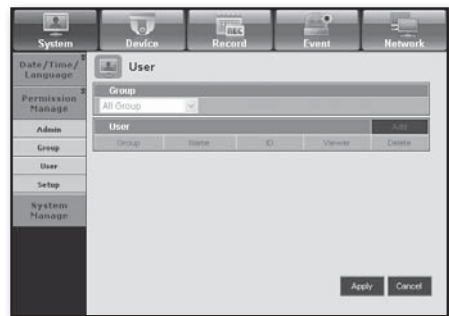 System Device Record Event Network
REC
Date/Time/
Language
Permission
Manage
Admin
Group
User
Setup
System
Manage
User
Group
All Group
User Add
Group Name ID Viewer Delete
Apply Cancel